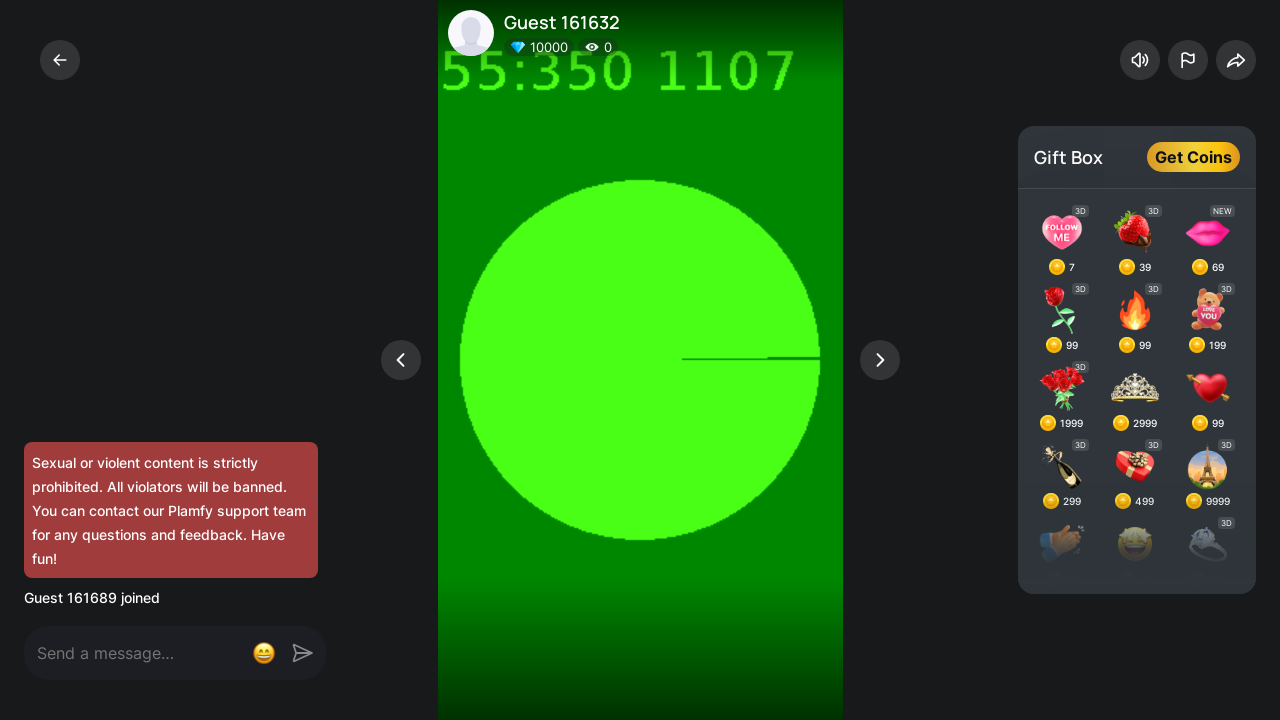 Guest 161632
10000 0
55:350 1107
Gift Box
Get Coins
3D 3D NEW
FOLLOW ME
7 39 69
3D 3D 3D
LOVE YOU
99 99 199
3D
1999 2999 99
3D 3D 3D
299 499 9999
3D
Sexual or violent content is strictly
prohibited. All violators will be banned.
You can contact our Plamfy support team
for any questions and feedback. Have
fun!
Guest 161689 joined
Send a message...